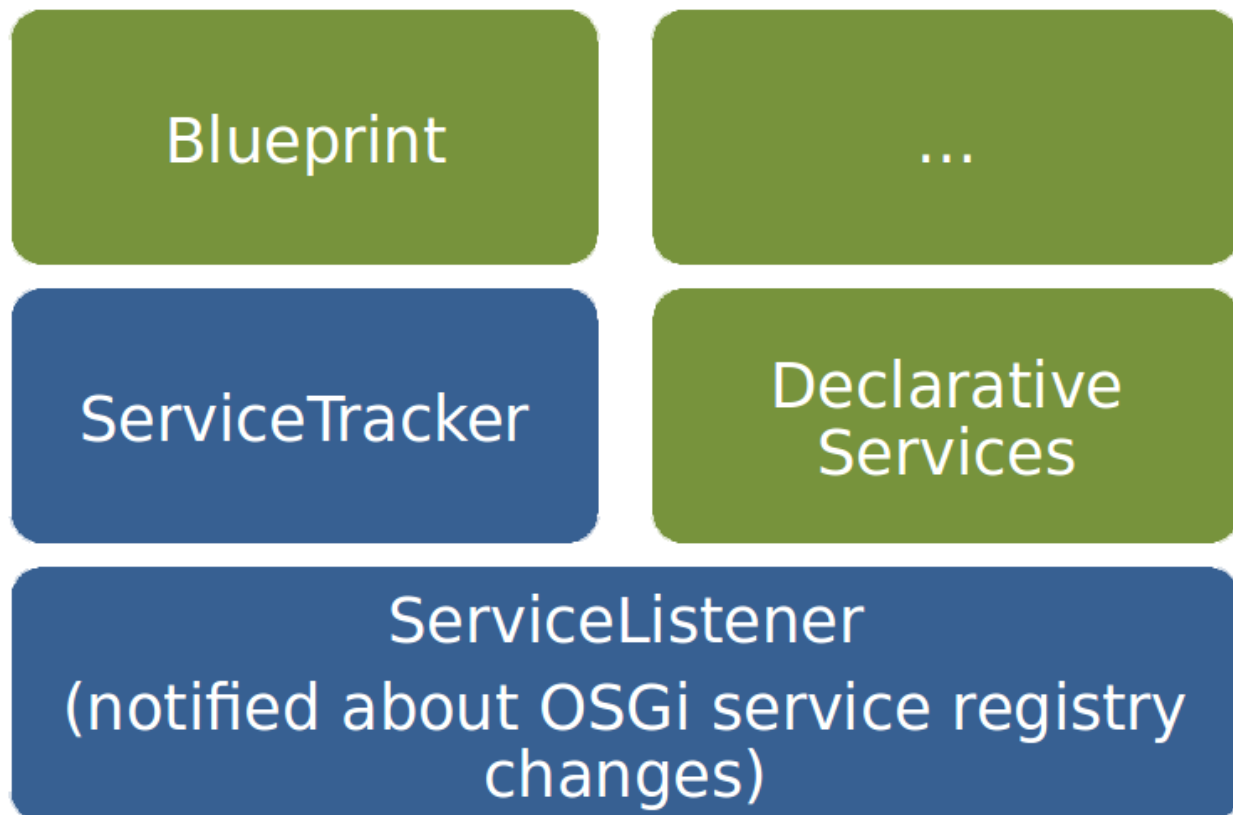 Blueprint
...
ServiceTracker
Declarative
Services
ServiceListener
(notified about OSGi service registry
changes)